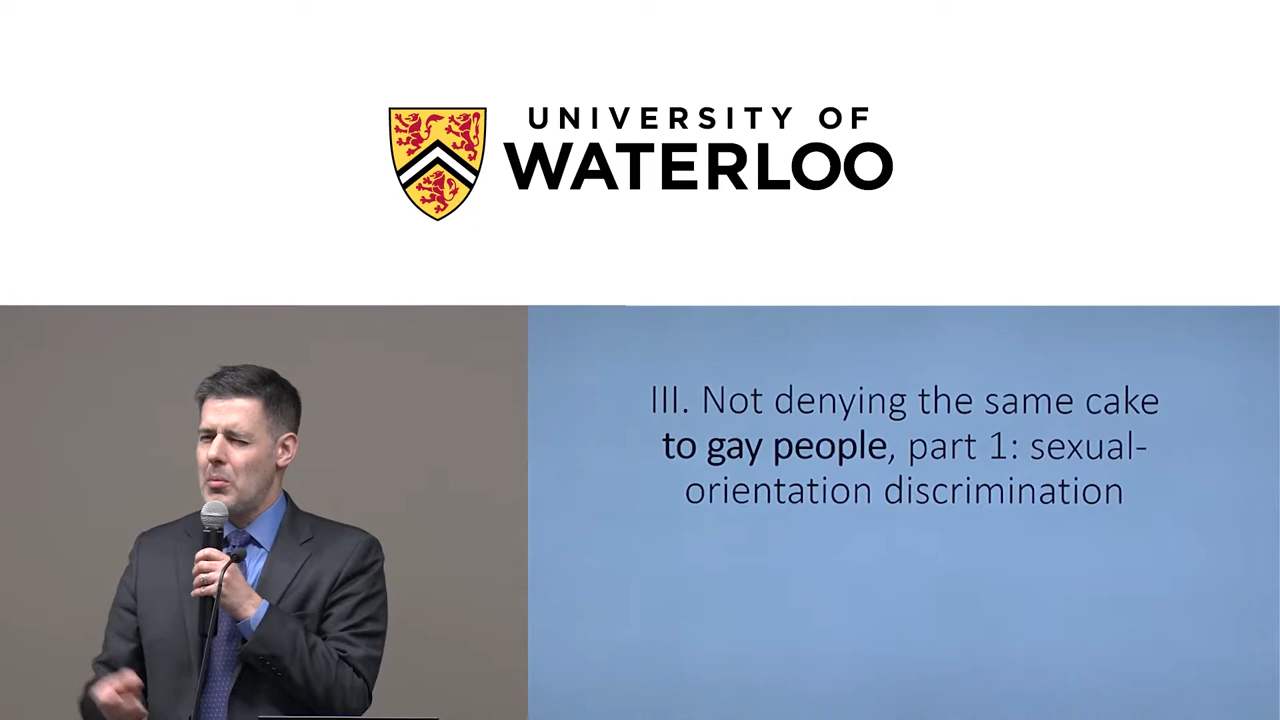 UNIVERSITY OF
WATERLOO
III. Not denying the same cake
to gay people, part 1: sexual-
orientation discrimination